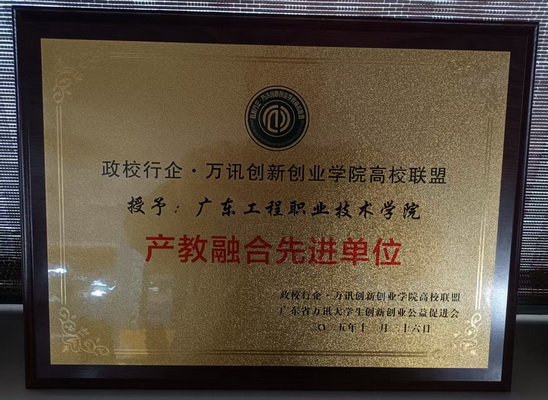 政校行企·万讯创新创业学院高校联盟
授予：广东工程职业技术学院
产教融合先进单位
政校行企·万讯创新创业学院高校联盟
广东省万讯大学生创新创业公益促进会